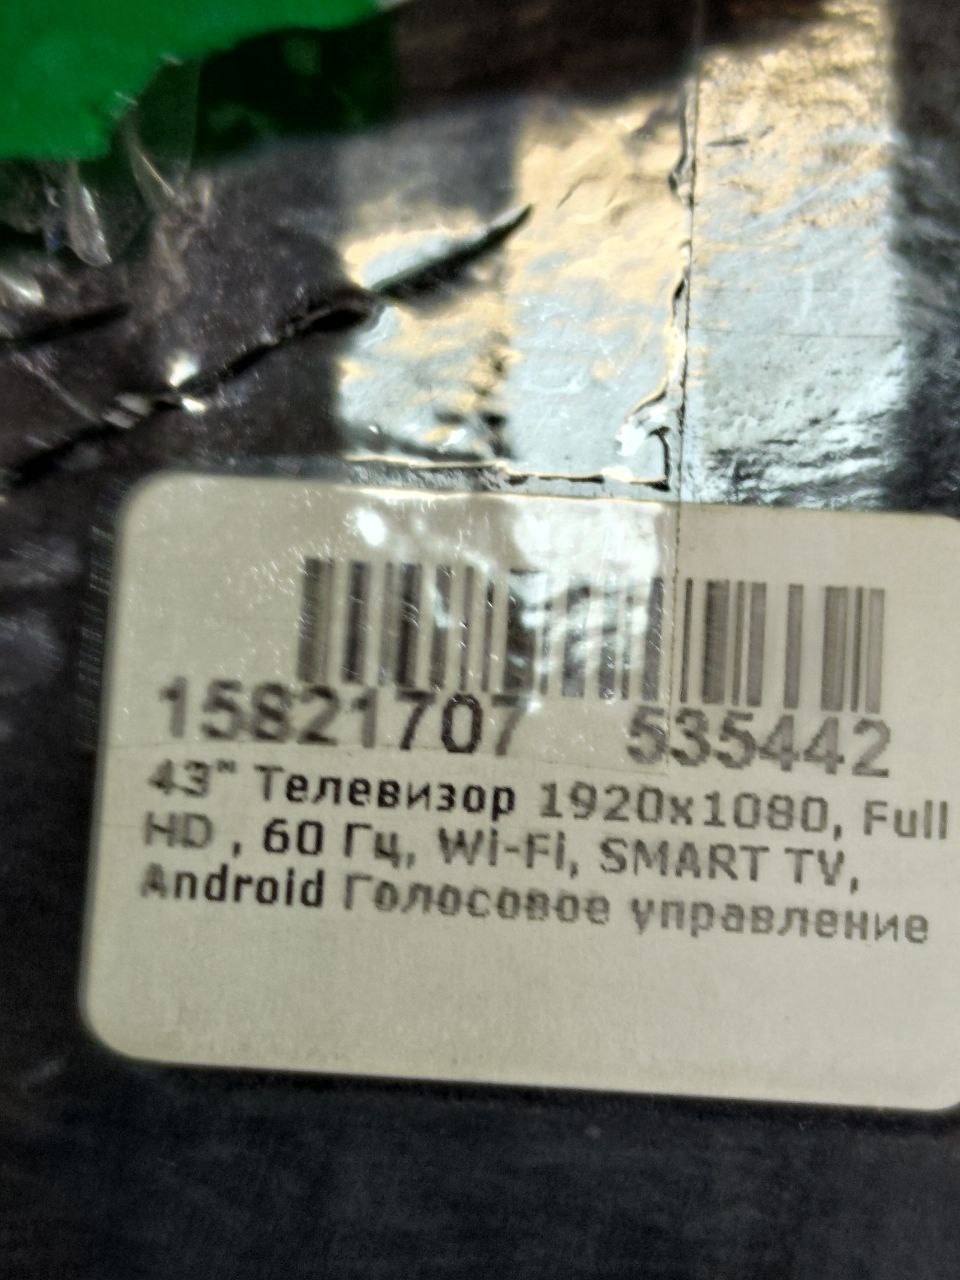 15821707 535442
43" Телевизор 1920x1080, Full
HD , 60 Гц, Wi-Fi, SMART TV,
Android Голосовое управление